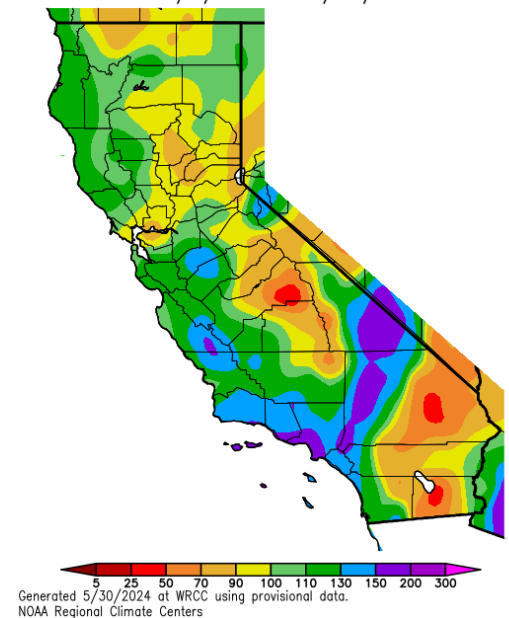 5 25 50 70 90 100 110 130 150 200 300
Generated 5/30/2024 at WRCC using provisional data.
NOAA Regional Climate Centers